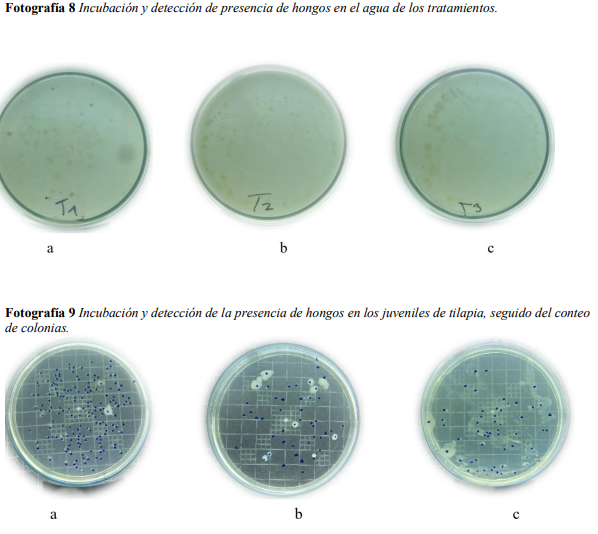 Fotografía 8 Incubación y detección de presencia de hongos en el agua de los tratamientos.
T1
T2
T3
a
b
c
Fotografía 9 Incubación y detección de la presencia de hongos en los juveniles de tilapia, seguido del conteo
de colonias.
a
b
c